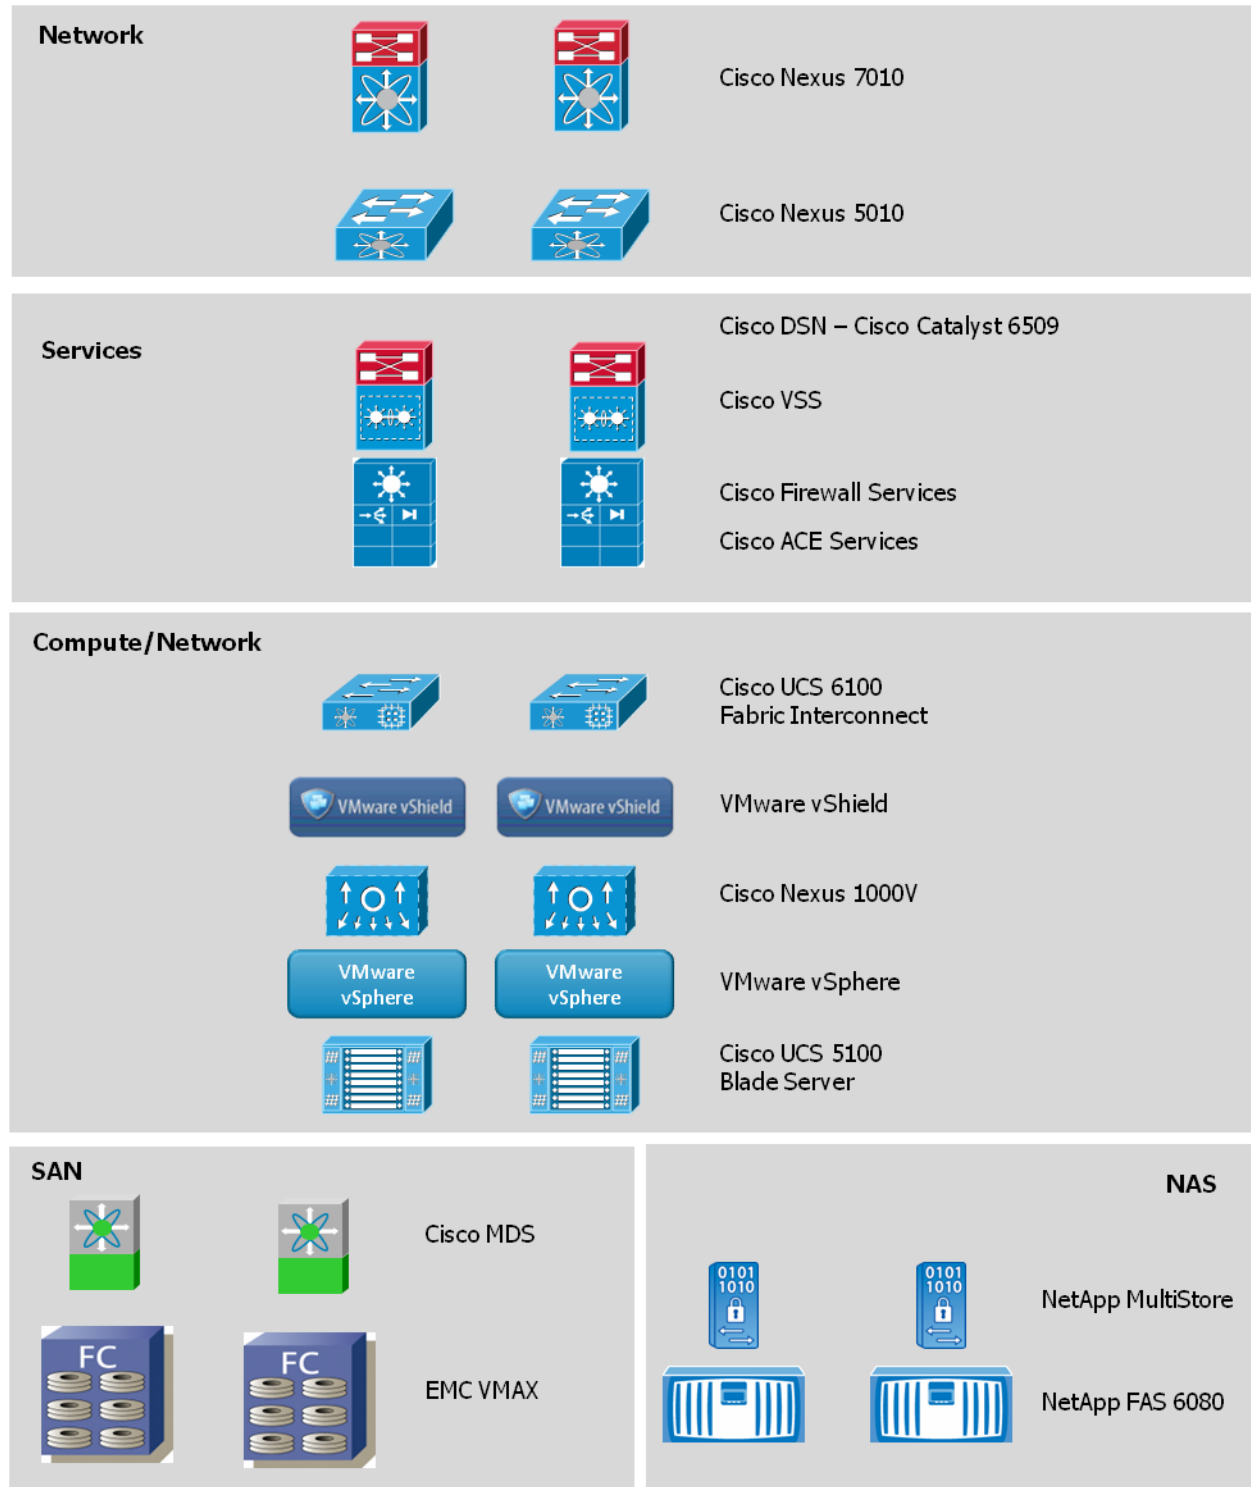 Network
Cisco Nexus 7010
Cisco Nexus 5010
Services
Cisco DSN – Cisco Catalyst 6509
Cisco VSS
Cisco Firewall Services
Cisco ACE Services
Compute/Network
Cisco UCS 6100
Fabric Interconnect
VMware vShield
VMware vShield
VMware vShield
Cisco Nexus 1000V
VMware
vSphere
VMware
vSphere
VMware vSphere
Cisco UCS 5100
Blade Server
SAN
Cisco MDS
FC
FC
EMC VMAX
NAS
0101
1010
0101
1010
NetApp MultiStore
NetApp FAS 6080